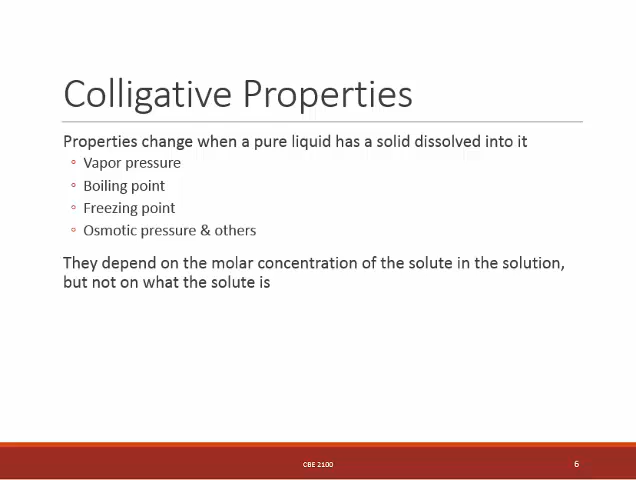 Colligative Properties
Properties change when a pure liquid has a solid dissolved into it
◦ Vapor pressure
◦ Boiling point
◦ Freezing point
◦ Osmotic pressure & others
They depend on the molar concentration of the solute in the solution,
but not on what the solute is
CBE 2100
6